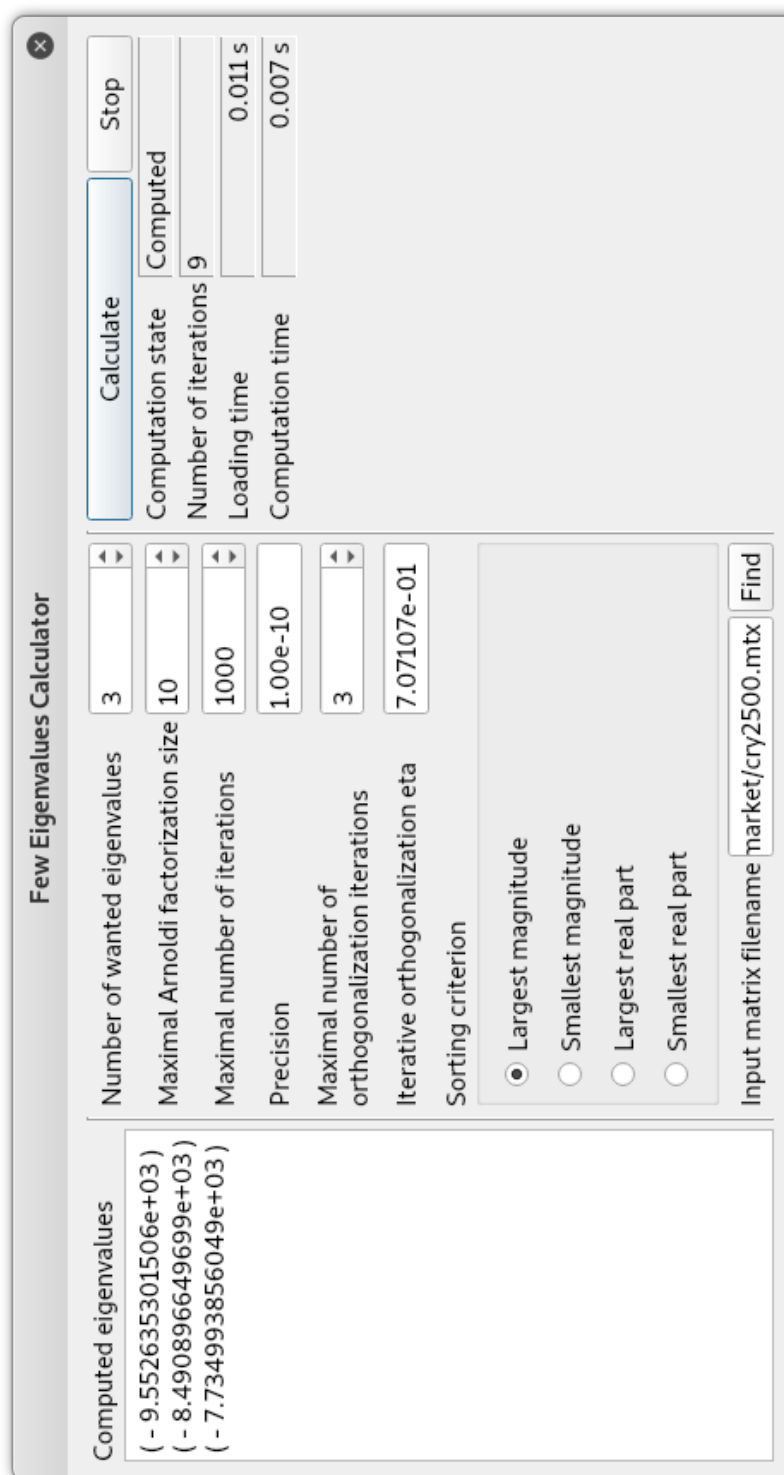 Few Eigenvalues Calculator
Computed eigenvalues
( - 9.552635301506e+03 )
( - 8.490896649699e+03 )
( - 7.734993856049e+03 )
Number of wanted eigenvalues 3
Maximal Arnoldi factorization size 10
Maximal number of iterations 1000
Precision 1.00e-10
Maximal number of
orthogonalization iterations 3
Iterative orthogonalization eta 7.07107e-01
Sorting criterion
Largest magnitude
Smallest magnitude
Largest real part
Smallest real part
Input matrix filename market/cry2500.mtx Find
Calculate Stop
Computation state Computed
Number of iterations 9
Loading time 0.011 s
Computation time 0.007 s